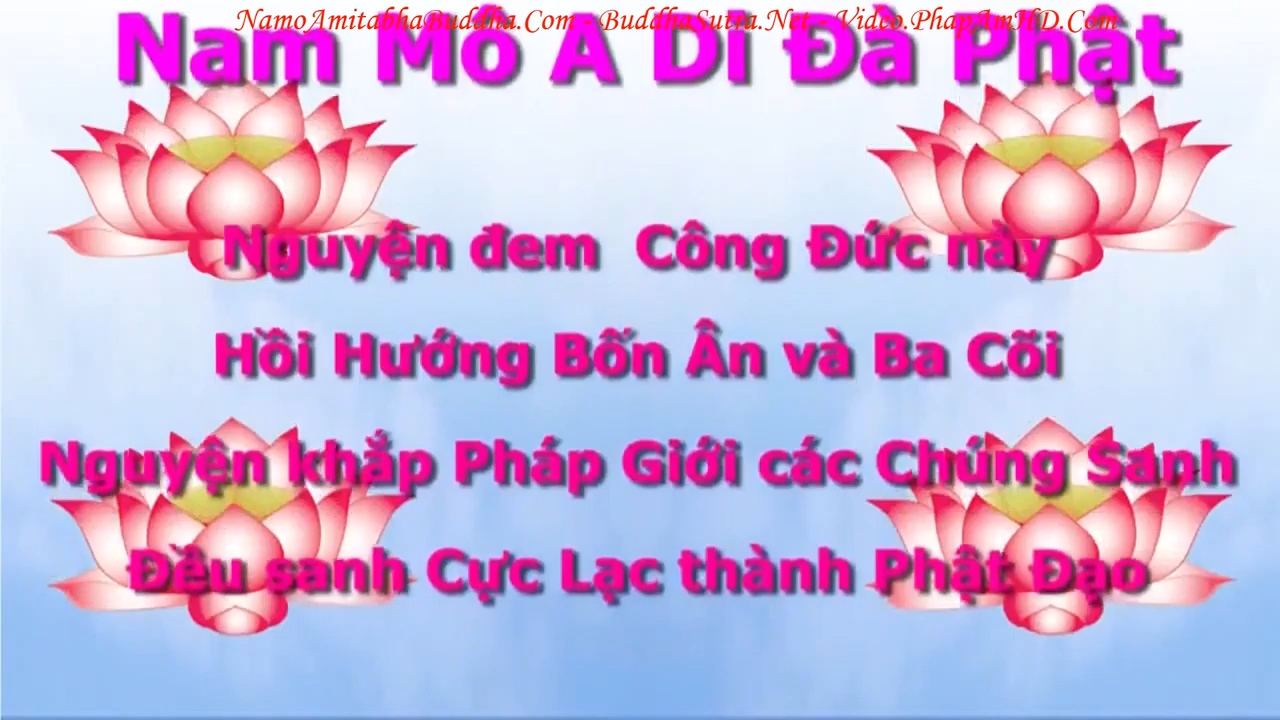 NamoAmitabhaBuddha.Com - BuddhaSutra.Net - Video.PhapAmHD.Com
Nam Mô A Di Đà Phật
Nguyện đem Công Đức này
Hồi Hướng Bốn Ân và Ba Cõi
Nguyện khắp Pháp Giới các Chúng Sanh
Đều sanh Cực Lạc thành Phật Đạo